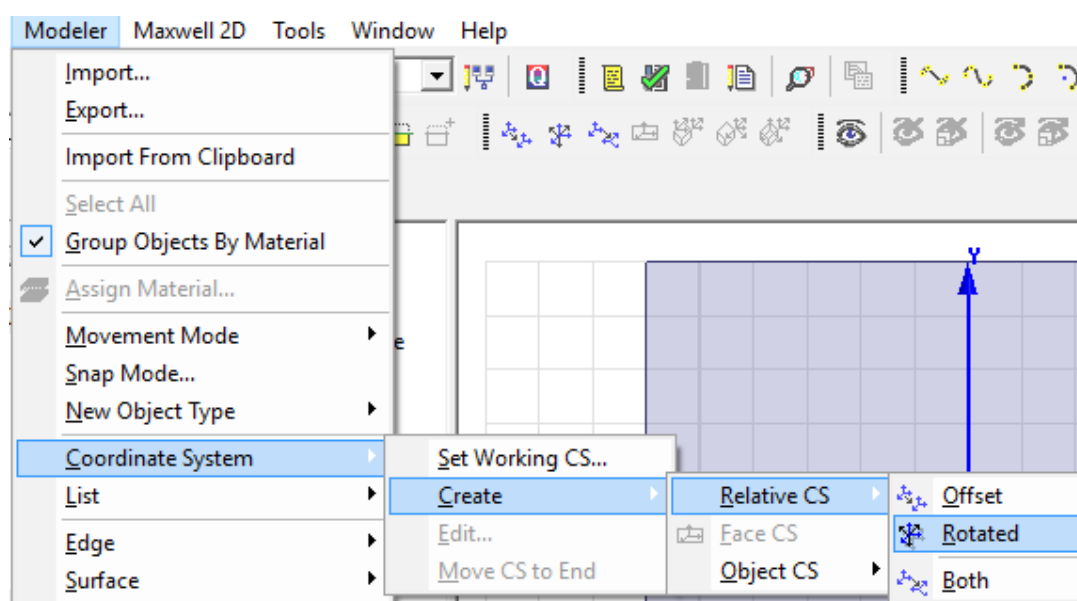 Modeler Maxwell 2D Tools Window Help
Import...
Export...
Import From Clipboard
Select All
Group Objects By Material
Assign Material...
Movement Mode
Snap Mode...
New Object Type
Coordinate System
List
Edge
Surface
Set Working CS...
Create
Edit...
Move CS to End
Relative CS
Face CS
Object CS
Offset
Rotated
Both
e
Y
Q